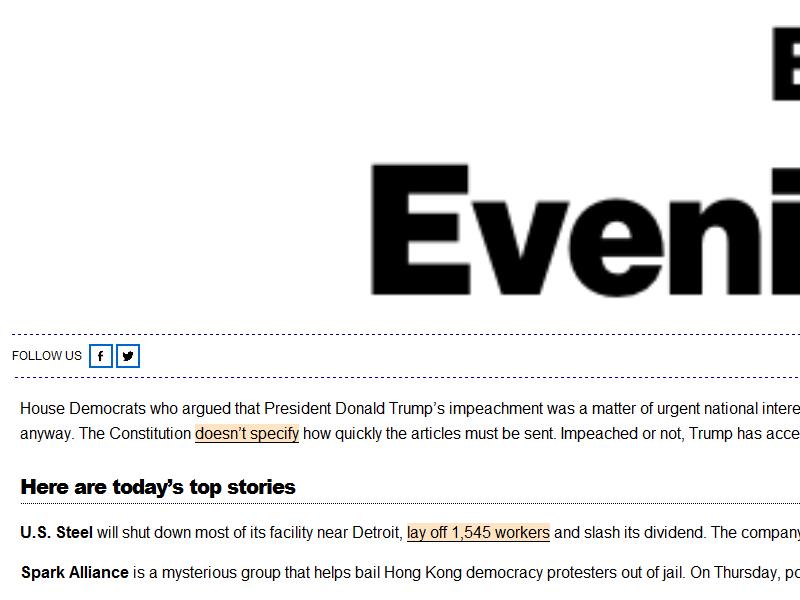 House Democrats who argued that President Donald Trump’s impeachment was a matter of urgent national
anyway. The Constitution doesn’t specify how quickly the articles must be sent. Impeached or not, Trump has
FOLLOW US
Here are today’s top stories
U.S. Steel will shut down most of its facility near Detroit, lay off 1,545 workers and slash its dividend. The company
Spark Alliance is a mysterious group that helps bail Hong Kong democracy protesters out of jail. On Thursday,